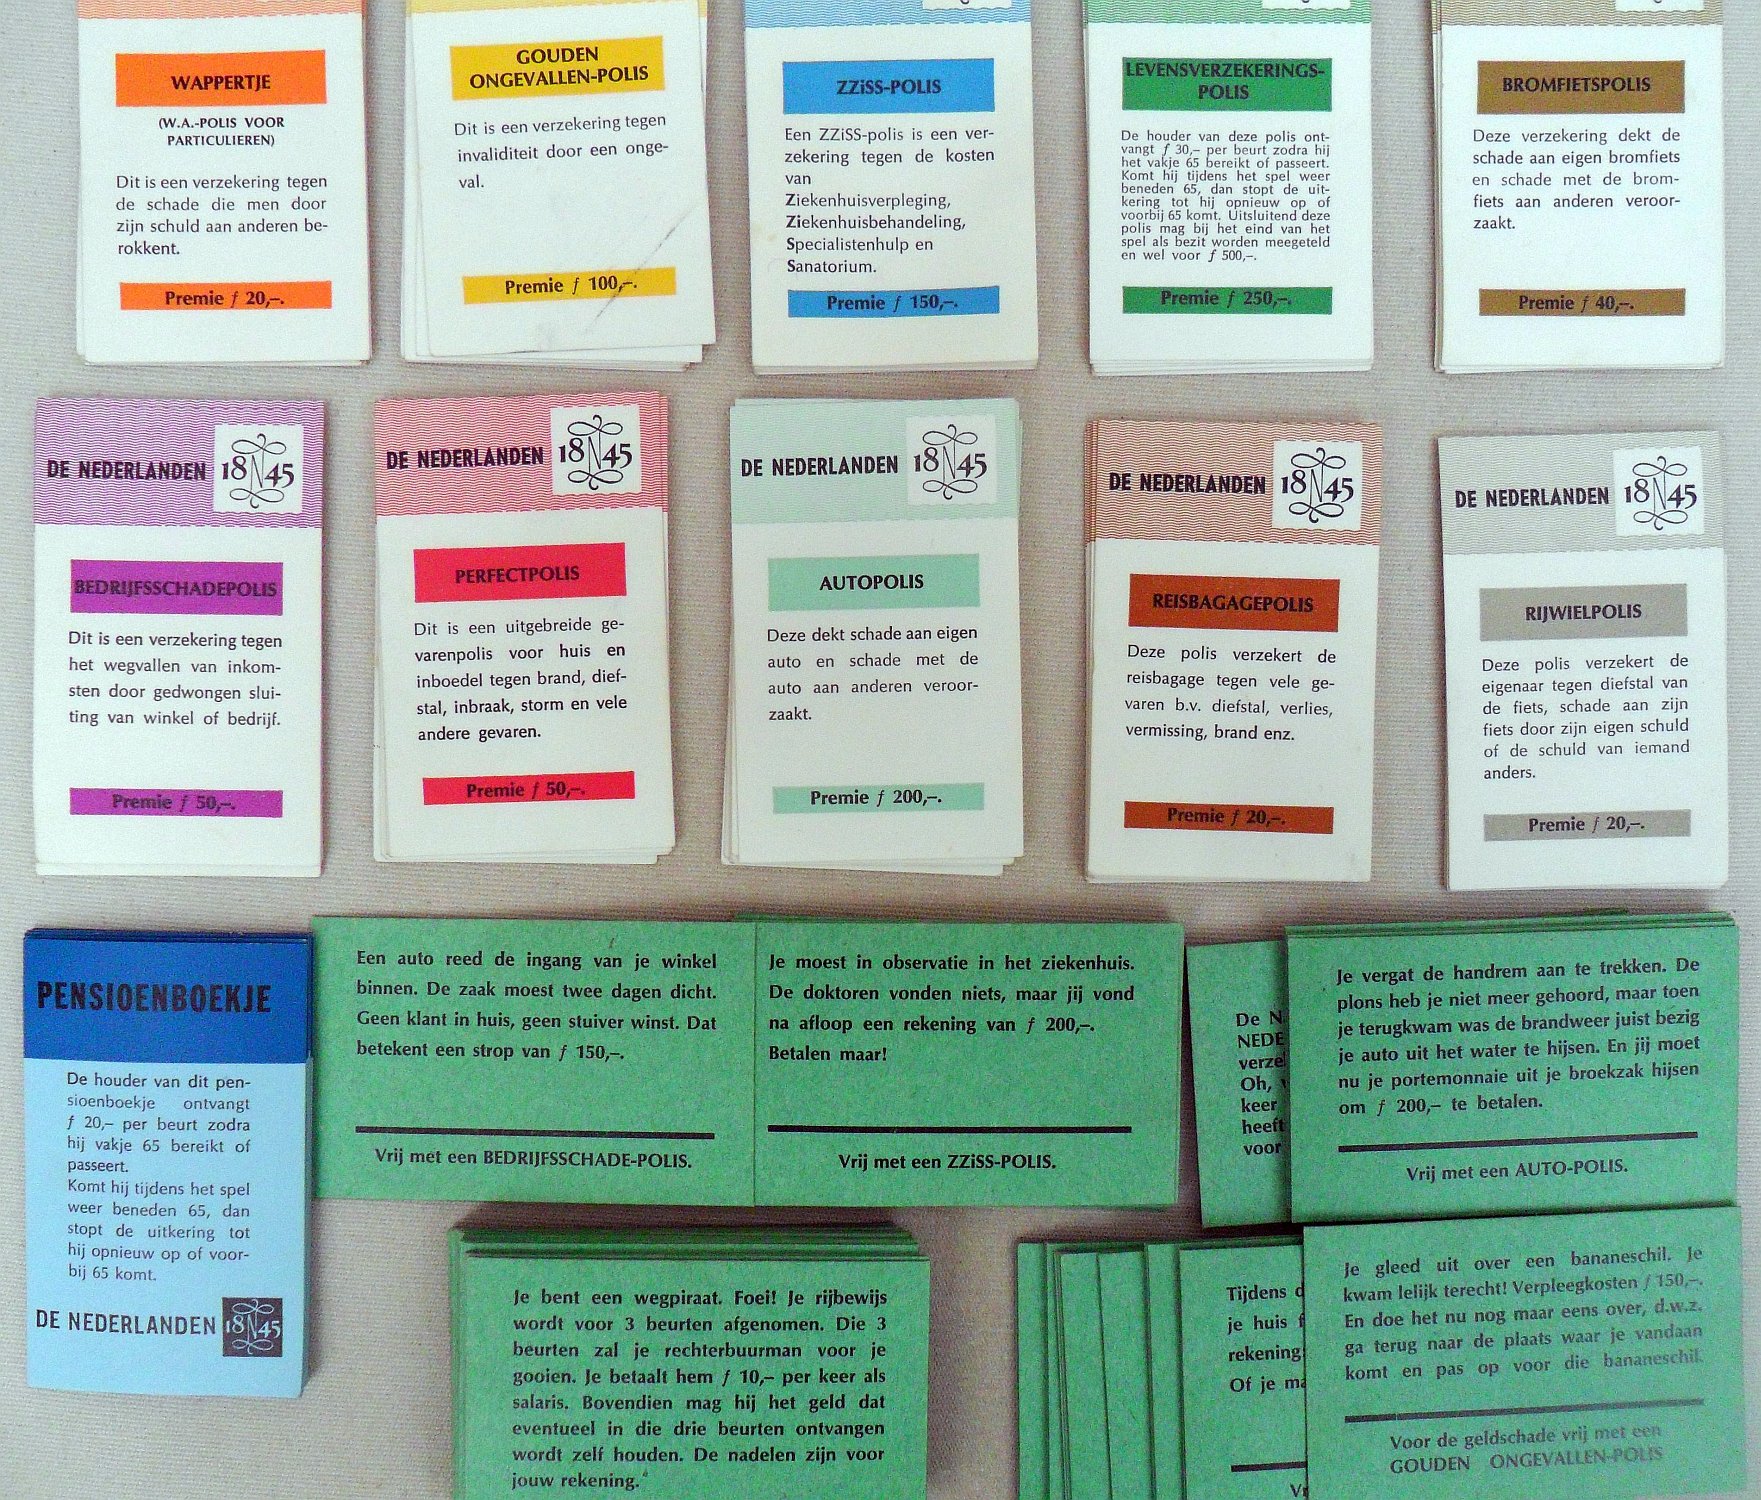 WAPPERTJE
(W.A.-POLIS VOOR
PARTICULIEREN)
Dit is een verzekering tegen
de schade die men door
zijn schuld aan anderen be-
rokkent.
Premie ƒ 20,–.
GOUDEN
ONGEVALLEN-POLIS
Dit is een verzekering tegen
invaliditeit door een onge-
val.
Premie ƒ 100,–.
ZZiSS-POLIS
Een ZZiSS-polis is een ver-
zekering tegen de kosten
van
Ziekenhuisverpleging,
Ziekenhuisbehandeling,
Specialistenhulp en
Sanatorium.
Premie ƒ 150,–.
LEVENSVERZEKERINGS-
POLIS
De houder van deze polis ont-
vangt ƒ 30,– per beurt zodra hij
het vakje 65 bereikt of passeert.
Komt hij tijdens het spel weer
beneden 65, dan stopt de uit-
kering tot hij opnieuw op of
voorbij 65 komt. Uitsluitend deze
polis mag bij het eind van het
spel als bezit worden meegeteld
en wel voor ƒ 500,–.
Premie ƒ 250,–.
BROMFIETSPOLIS
Deze verzekering dekt de
schade aan eigen bromfiets
en schade met de brom-
fiets aan anderen veroor-
zaakt.
Premie ƒ 40,–.
DE NEDERLANDEN 18N45
BEDRIJFSSCHADEPOLIS
Dit is een verzekering tegen
het wegvallen van inkom-
sten door gedwongen slui-
ting van winkel of bedrijf.
Premie ƒ 50,–.
DE NEDERLANDEN 18N45
PERFECTPOLIS
Dit is een uitgebreide ge-
varenpolis voor huis en
inboedel tegen brand, dief-
stal, inbraak, storm en vele
andere gevaren.
Premie ƒ 50,–.
DE NEDERLANDEN 18N45
AUTOPOLIS
Deze dekt schade aan eigen
auto en schade met de
auto aan anderen veroor-
zaakt.
Premie ƒ 200,–.
DE NEDERLANDEN 18N45
REISBAGAGEPOLIS
Deze polis verzekert de
reisbagage tegen vele ge-
varen b.v. diefstal, verlies,
vermissing, brand enz.
Premie ƒ 20,–.
DE NEDERLANDEN 18N45
RIJWIELPOLIS
Deze polis verzekert de
eigenaar tegen diefstal van
de fiets, schade aan zijn
fiets door zijn eigen schuld
of de schuld van iemand
anders.
Premie ƒ 20,–.
PENSIOENBOEKJE
De houder van dit pen-
sioenboekje ontvangt
ƒ 20,– per beurt zodra
hij vakje 65 bereikt of
passeert.
Komt hij tijdens het spel
weer beneden 65, dan
stopt de uitkering tot
hij opnieuw op of voor-
bij 65 komt.
DE NEDERLANDEN 18N45
Een auto reed de ingang van je winkel
binnen. De zaak moest twee dagen dicht.
Geen klant in huis, geen stuiver winst. Dat
betekent een strop van ƒ 150,–.
Vrij met een BEDRIJFSSCHADE-POLIS.
Je moest in observatie in het ziekenhuis.
De doktoren vonden niets, maar jij vond
na afloop een rekening van ƒ 200,–.
Betalen maar!
Vrij met een ZZiSS-POLIS.
De N
NEDE
verze
Oh,
keer
heeft
voor
Je vergat de handrem aan te trekken. De
plons heb je niet meer gehoord, maar toen
je terugkwam was de brandweer juist bezig
je auto uit het water te hijsen. En jij moet
nu je portemonnaie uit je broekzak hijsen
om ƒ 200,– te betalen.
Vrij met een AUTO-POLIS.
Je bent een wegpiraat. Foei! Je rijbewijs
wordt voor 3 beurten afgenomen. Die 3
beurten zal je rechterbuurman voor je
gooien. Je betaalt hem ƒ 10,– per keer als
salaris. Bovendien mag hij het geld dat
eventueel in die drie beurten ontvangen
wordt zelf houden. De nadelen zijn voor
jouw rekening.
Tijdens d
je huis f
rekening
Of je ma
Vr
Je gleed uit over een bananeschil. Je
kwam lelijk terecht! Verpleegkosten ƒ 150,–.
En doe het nu nog maar eens over, d.w.z.
ga terug naar de plaats waar je vandaan
komt en pas op voor die bananeschil.
Voor de geldschade vrij met een
GOUDEN ONGEVALLEN-POLIS